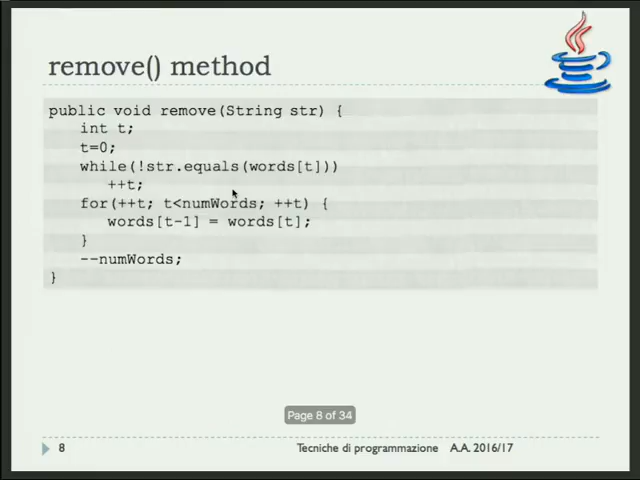 remove() method
public void remove(String str) {
int t;
t=0;
while(!str.equals(words[t]))
++t;
for(++t; t<numWords; ++t) {
words[t-1] = words[t];
}
--numWords;
}
Page 8 of 34
8 Tecniche di programmazione A.A. 2016/17